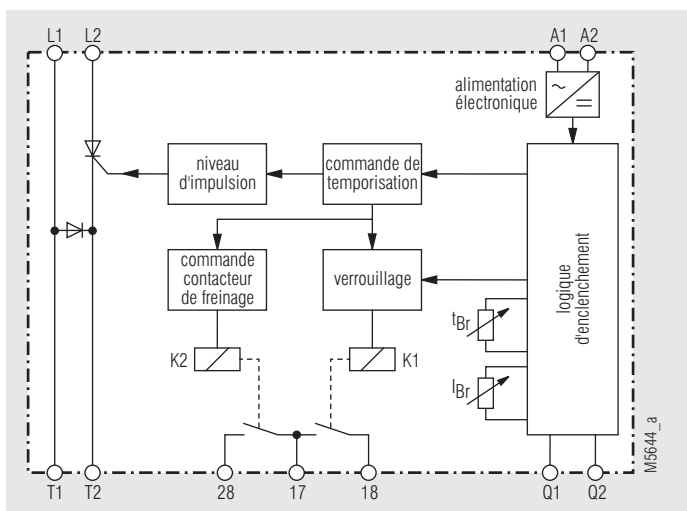 L1 L2 A1 A2
alimentation
électronique
niveau
d'impulsion
commande de
temporisation
commande
contacteur
de freinage
verrouillage
logique
d'enclenchement
tBr
IBr
K2 K1
M5644_a
T1 T2 28 17 18 Q1 Q2